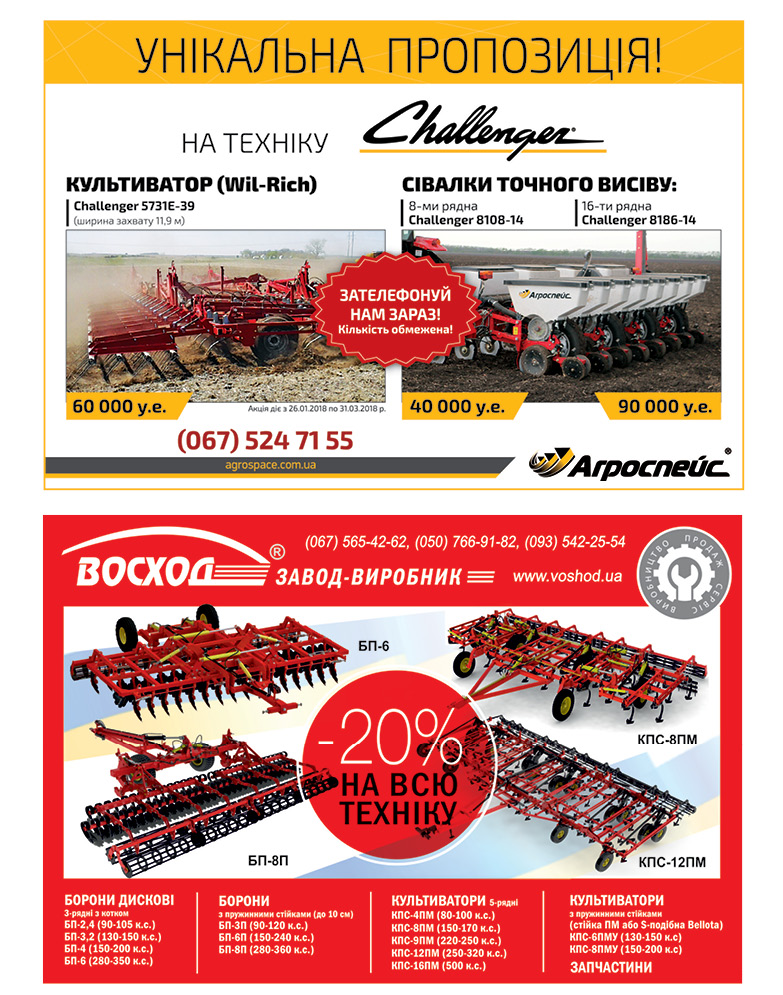 УНІКАЛЬНА ПРОПОЗИЦІЯ!
НА ТЕХНІКУ Challenger®
КУЛЬТИВАТОР (Wil-Rich)
Challenger 5731E-39
(ширина захвату 11,9 м)
СІВАЛКИ ТОЧНОГО ВИСІВУ:
8-ми рядна
Challenger 8108-14
16-ти рядна
Challenger 8186-14
ЗАТЕЛЕФОНУЙ
НАМ ЗАРАЗ!
Кількість обмежена!
Агроспейс.
60 000 у.е.
Акція діє з 26.01.2018 по 31.03.2018 р.
40 000 у.е.
90 000 у.е.
(067) 524 71 55
agrospace.com.ua
Агроспейс®
(067) 565-42-62, (050) 766-91-82, (093) 542-25-54
ВОСХОД®
ЗАВОД-ВИРОБНИК
www.voshod.ua
ВИРОБНИЦТВО ПРОДАЖ СЕРВІС
БП-6
КПС-8ПМ
-20%
НА ВСЮ
ТЕХНІКУ
БП-8П
КПС-12ПМ
БОРОНИ ДИСКОВІ
3-рядні з котком
БП-2,4 (90-105 к.с.)
БП-3,2 (130-150 к.с.)
БП-4 (150-200 к.с.)
БП-6 (280-350 к.с.)
БОРОНИ
з пружинними стійками (до 10 см)
БП-3П (90-120 к.с.)
БП-6П (150-240 к.с.)
БП-8П (280-360 к.с.)
КУЛЬТИВАТОРИ 5-рядні
КПС-4ПМ (80-100 к.с.)
КПС-8ПМ (150-170 к.с.)
КПС-9ПМ (220-250 к.с.)
КПС-12ПМ (250-320 к.с.)
КПС-16ПМ (500 к.с.)
КУЛЬТИВАТОРИ
з пружинними стійками
(стійка ПМ або S-подібна Bellota)
КПС-6ПМУ (130-150 к.с)
КПС-8ПМУ (150-200 к.с)
ЗАПЧАСТИНИ